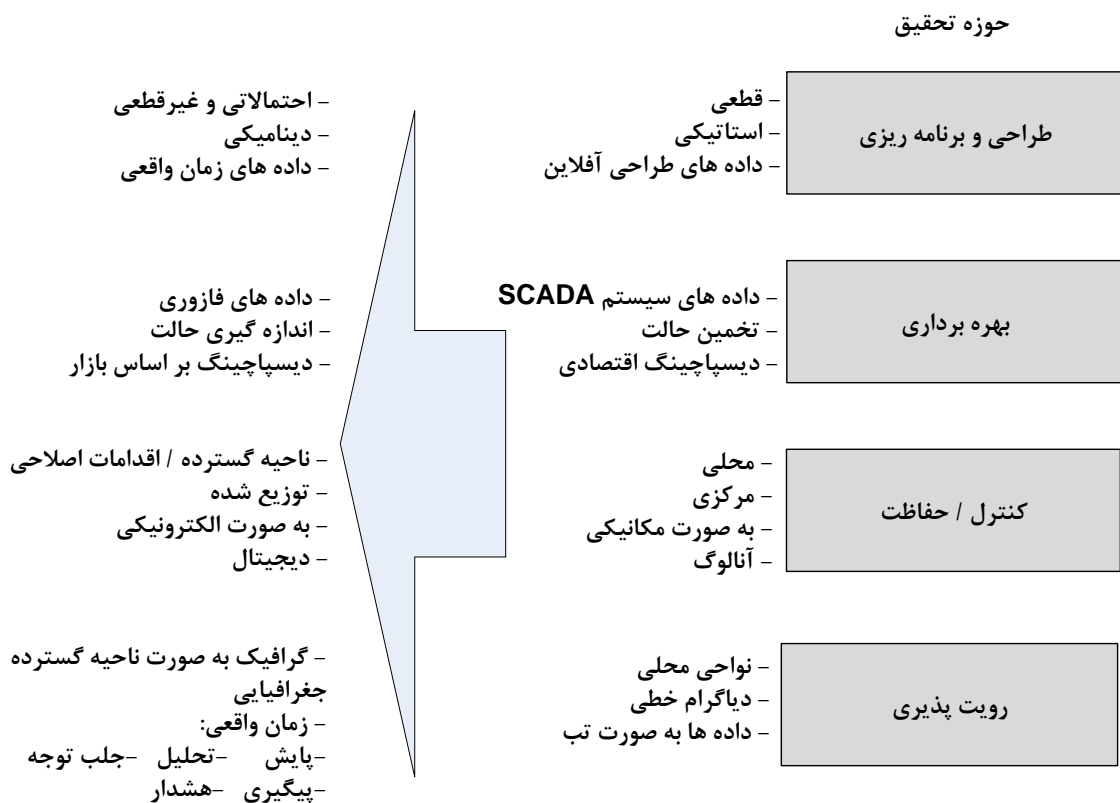 حوزه تحقیق
طراحی و برنامه ریزی
- قطعی
- استاتیکی
- داده های طراحی آفلاین
- احتمالاتی و غیرقطعی
- دینامیکی
- داده های زمان واقعی
بهره برداری
- داده های سیستم SCADA
- تخمین حالت
- دیسپاچینگ اقتصادی
- داده های فازوری
- اندازه گیری حالت
- دیسپاچینگ بر اساس بازار
کنترل / حفاظت
- محلی
- مرکزی
- به صورت مکانیکی
- آنالوگ
- ناحیه گسترده / اقدامات اصلاحی
- توزیع شده
- به صورت الکترونیکی
- دیجیتال
رویت پذیری
- نواحی محلی
- دیاگرام خطی
- داده ها به صورت تب
- گرافیک به صورت ناحیه گسترده
جغرافیایی
- زمان واقعی:
-پایش -تحلیل -جلب توجه
-پیگیری -هشدار